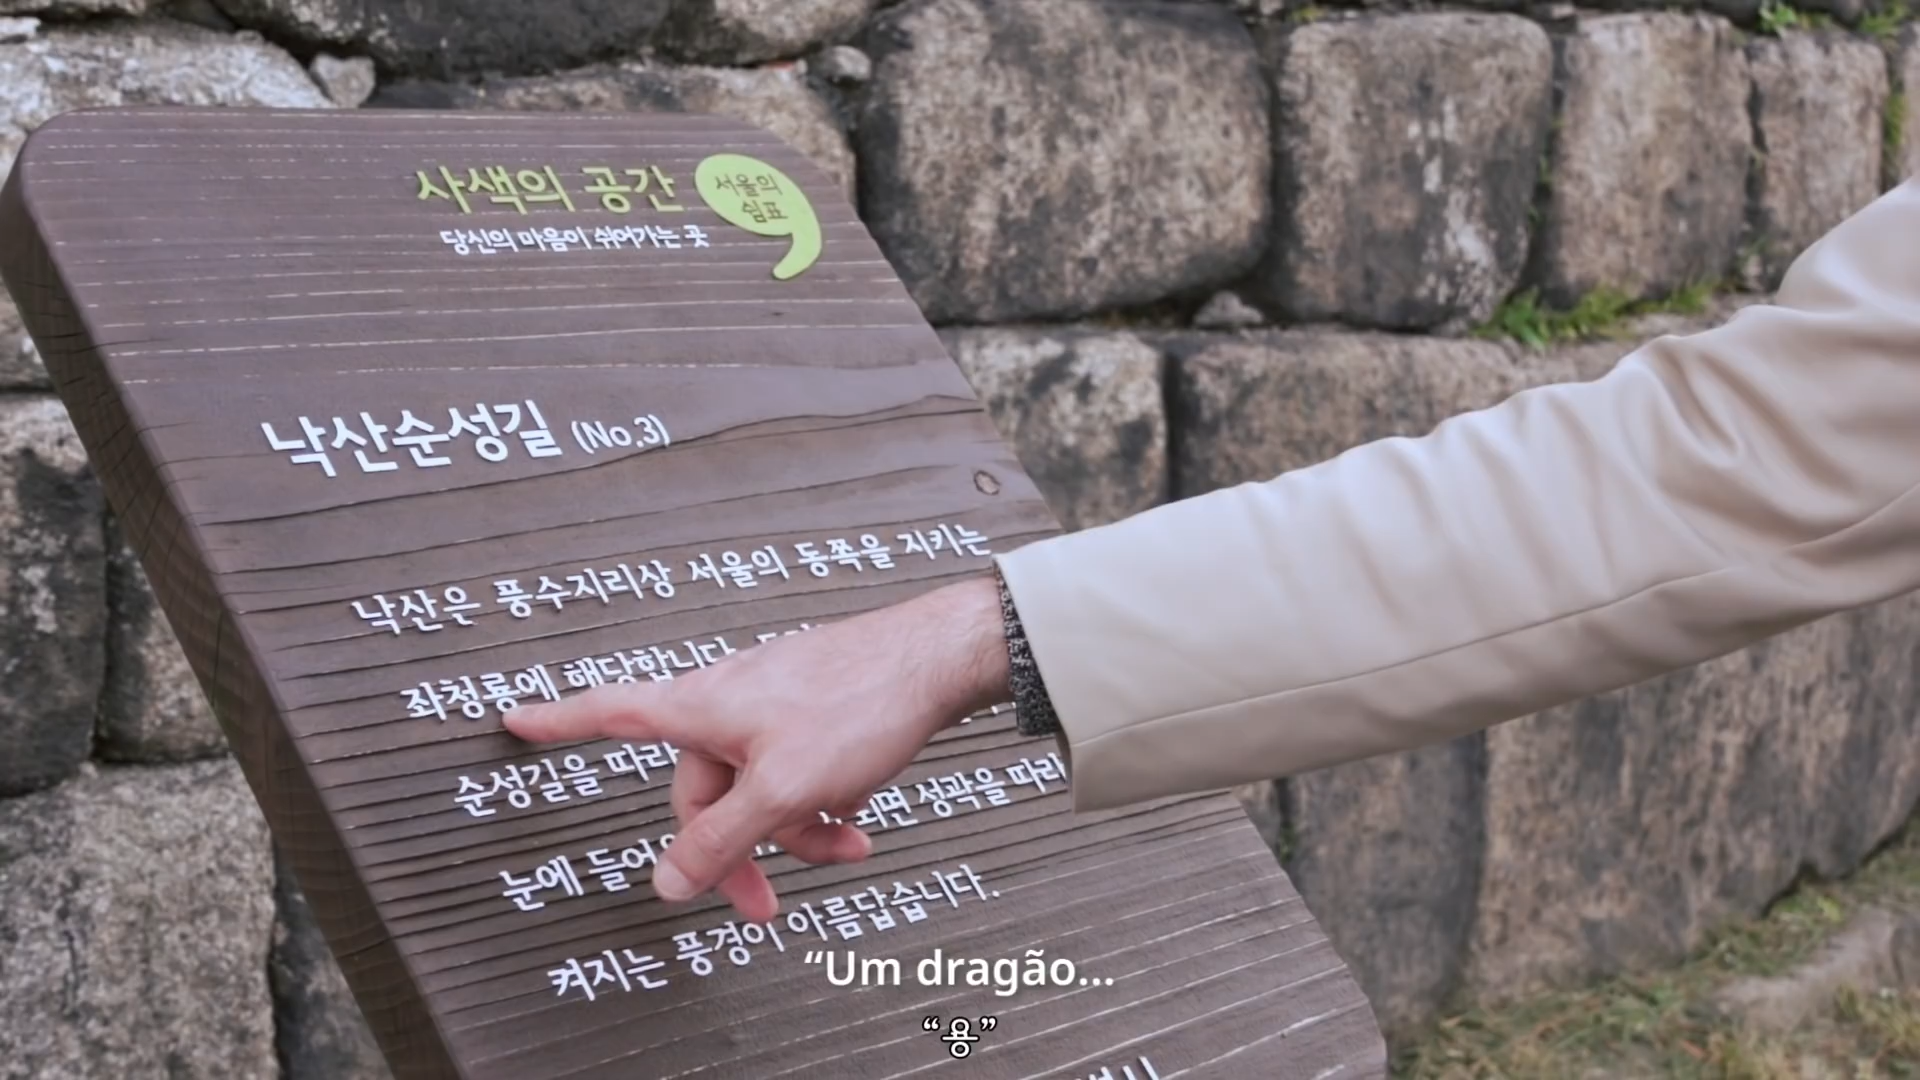 사색의 공간
서울의
쉼표
당신의 마음이 쉬어가는 곳
낙산순성길 (No.3)
낙산은 풍수지리상 서울의 동쪽을 지키는
좌청룡에 해당합니다.
순성길을 따라
눈에 되면 성곽을 따라
켜지는 풍경이 아름답습니다.
“Um dragão...
“용”